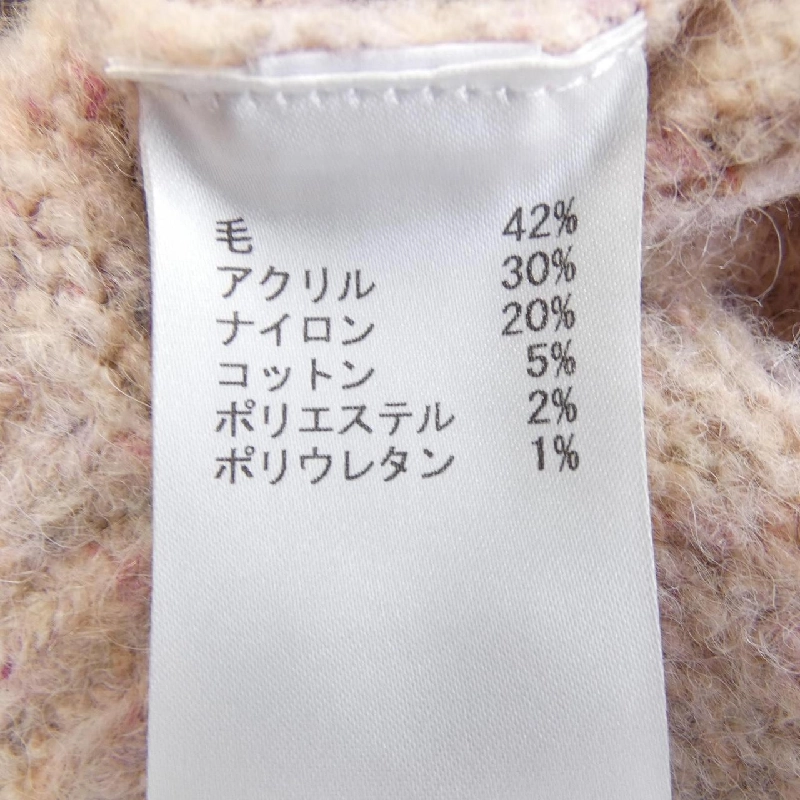 毛 42%
アクリル 30%
ナイロン 20%
コットン 5%
ポリエステル 2%
ポリウレタン 1%